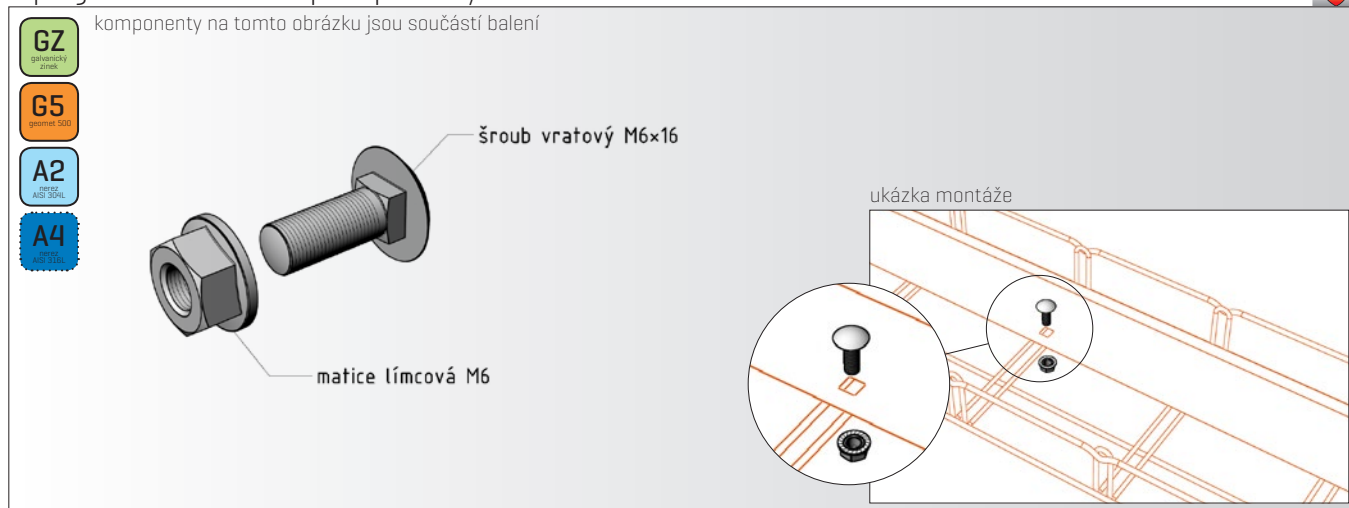 komponenty na tomto obrázku jsou součástí balení
GZ
galvanický
zinek
G5
geomet 500
A2
nerez
AISI 304L
A4
nerez
AISI 316L
šroub vratový M6×16
matice límcová M6
ukázka montáže